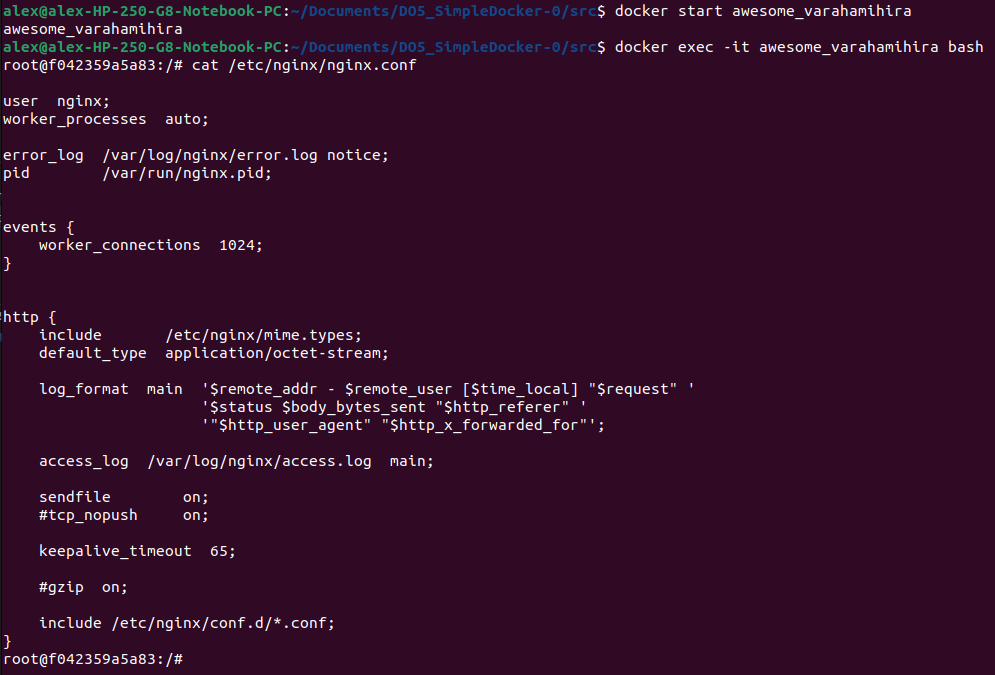 alex@alex-HP-250-G8-Notebook-PC:~/Documents/DO5_SimpleDocker-0/src$ docker start awesome_varahamihira
awesome_varahamihira
alex@alex-HP-250-G8-Notebook-PC:~/Documents/DO5_SimpleDocker-0/src$ docker exec -it awesome_varahamihira bash
root@f042359a5a83:/# cat /etc/nginx/nginx.conf

user  nginx;
worker_processes  auto;

error_log  /var/log/nginx/error.log notice;
pid        /var/run/nginx.pid;


events {
    worker_connections  1024;
}


http {
    include       /etc/nginx/mime.types;
    default_type  application/octet-stream;

    log_format  main  '$remote_addr - $remote_user [$time_local] "$request" '
                      '$status $body_bytes_sent "$http_referer" '
                      '"$http_user_agent" "$http_x_forwarded_for"';

    access_log  /var/log/nginx/access.log  main;

    sendfile        on;
    #tcp_nopush     on;

    keepalive_timeout  65;

    #gzip  on;

    include /etc/nginx/conf.d/*.conf;
}
root@f042359a5a83:/#